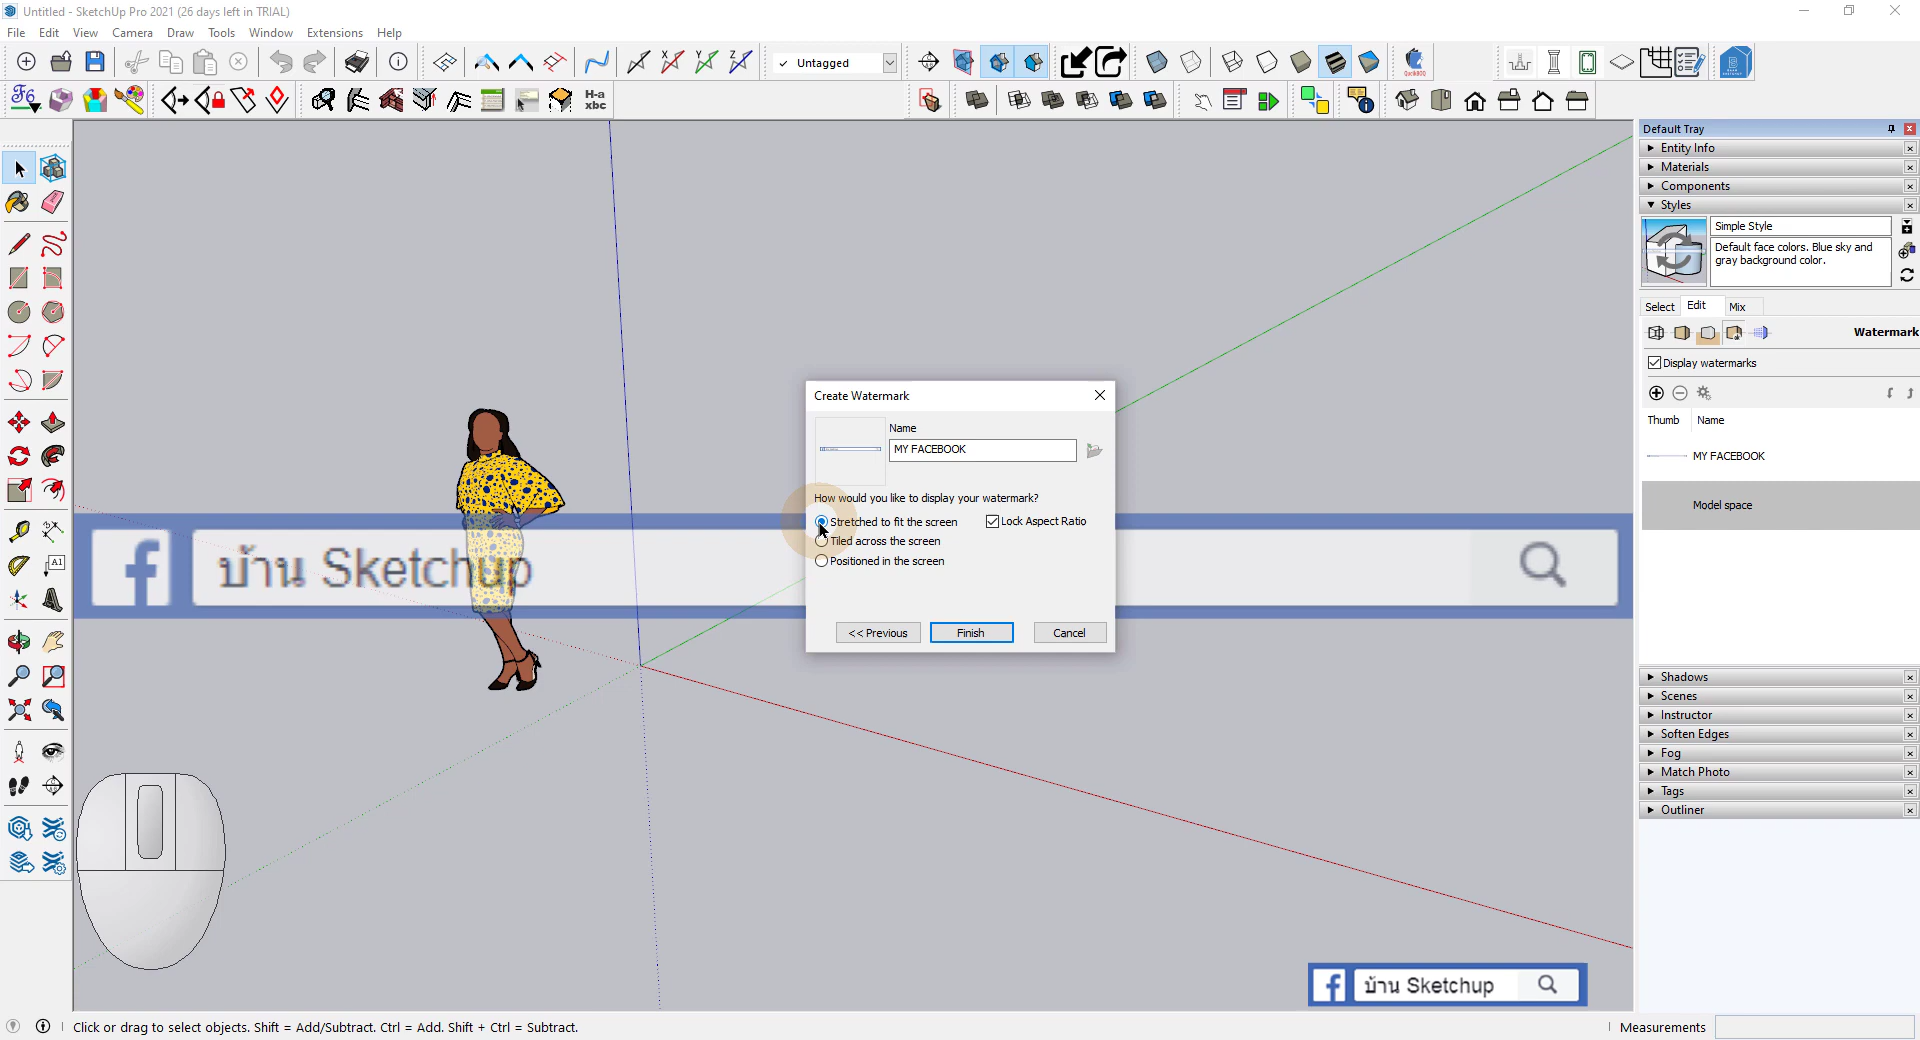 Untitled - SketchUp Pro 2021 (26 days left in TRIAL)
File Edit View Camera Draw Tools Window Extensions Help
✓ Untagged
QuickBOQ
F6
H-a
xbc
A1
Default Tray
Entity Info
Materials
Components
Styles
Simple Style
Default face colors. Blue sky and
gray background color.
Select Edit Mix
Watermark
Display watermarks
Thumb Name
MY FACEBOOK
Model space
Shadows
Scenes
Instructor
Soften Edges
Fog
Match Photo
Tags
Outliner
Create Watermark
Name
MY FACEBOOK
How would you like to display your watermark?
Stretched to fit the screen Lock Aspect Ratio
Tiled across the screen
Positioned in the screen
<< Previous Finish Cancel
f บ้าน Sketchup
f บ้าน Sketchup
Click or drag to select objects. Shift = Add/Subtract. Ctrl = Add. Shift + Ctrl = Subtract.
Measurements